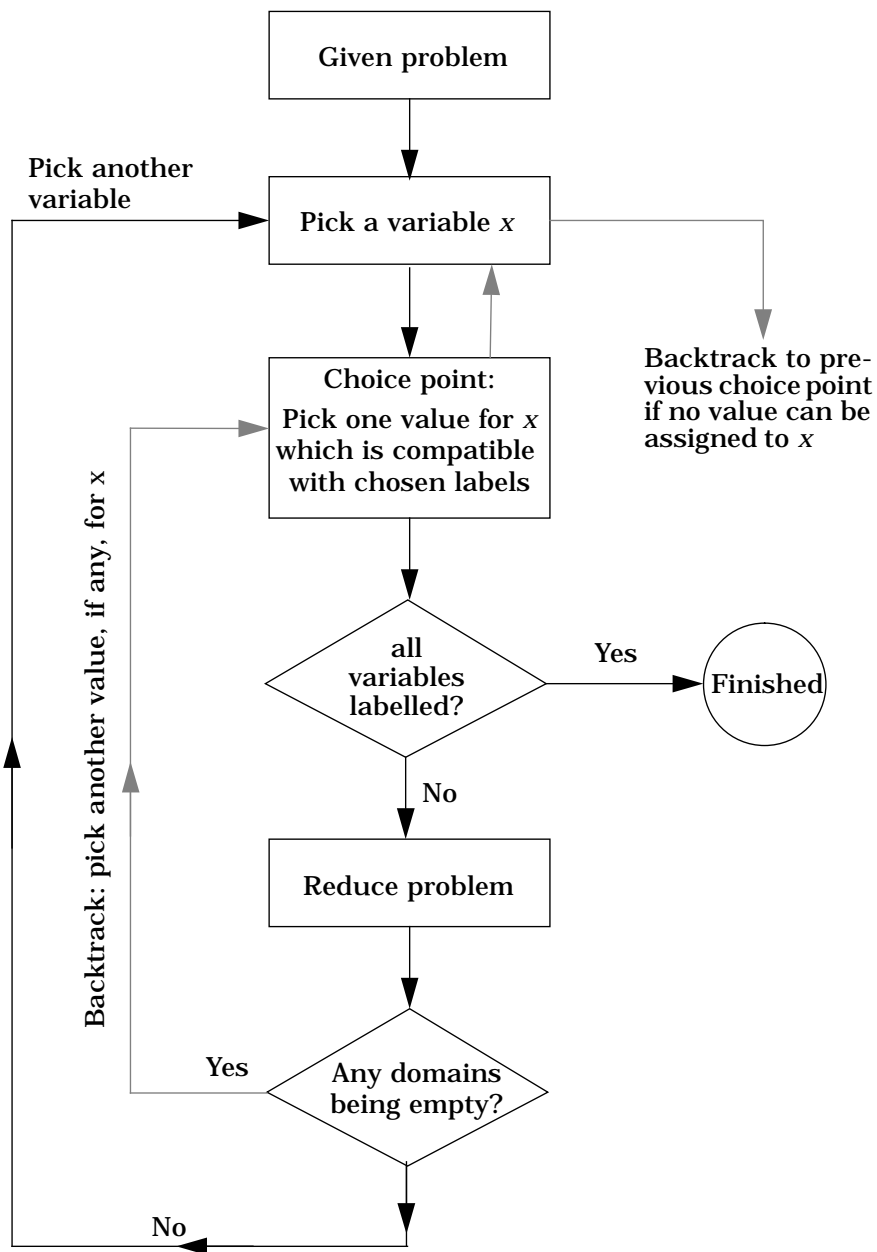 Given problem
Pick another
variable
Pick a variable x
Choice point:
Pick one value for x
which is compatible
with chosen labels
Backtrack to pre-
vious choice point
if no value can be
assigned to x
Backtrack: pick another value, if any, for x
all
variables
labelled?
Yes
Finished
No
Reduce problem
Any domains
being empty?
Yes
No